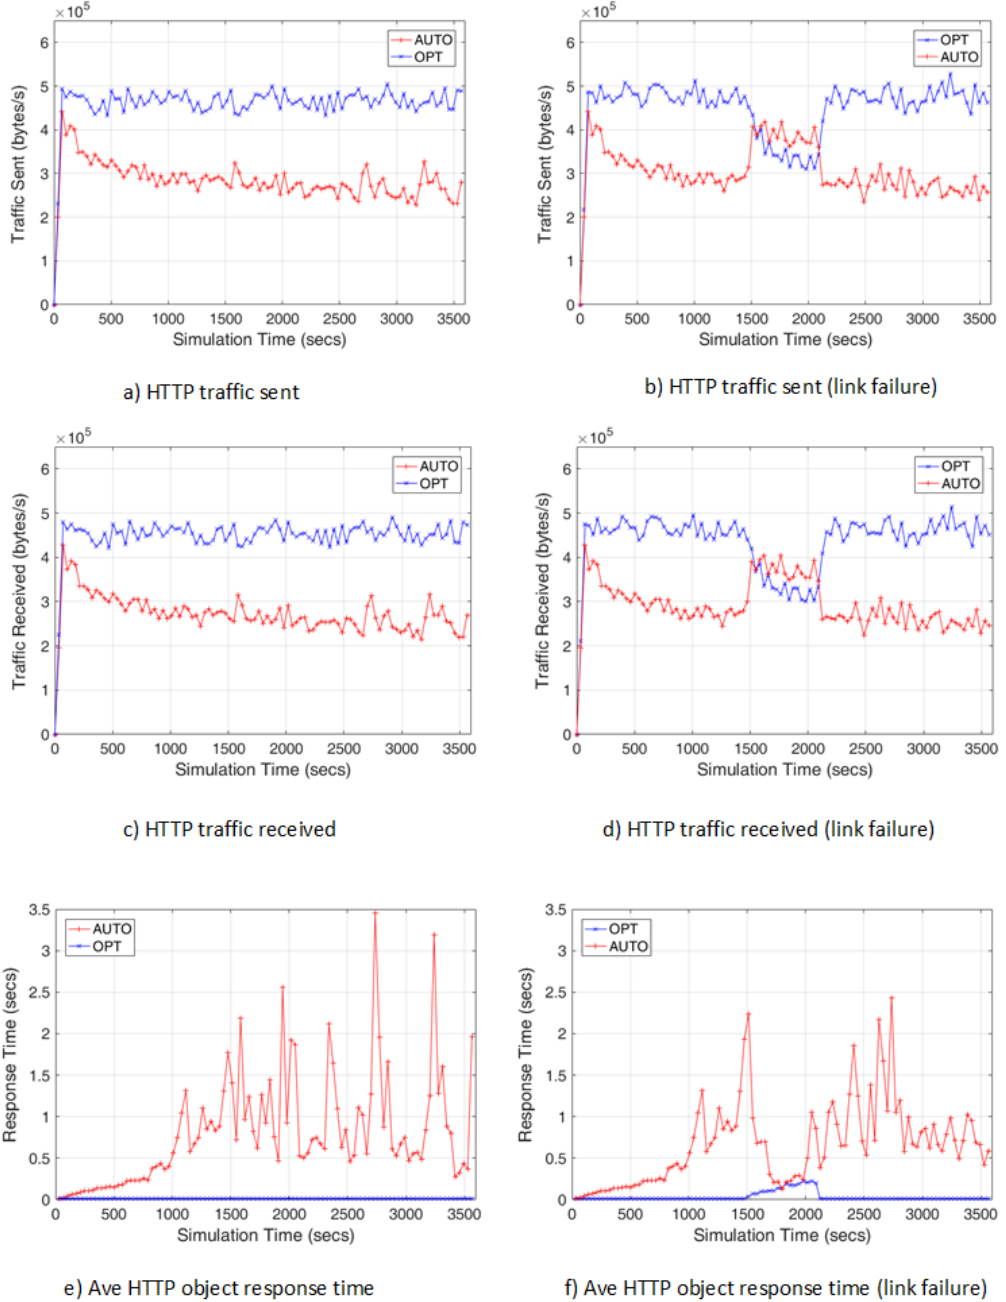 ×10⁵
6
5
4
3
2
1
0
Traffic Sent (bytes/s)
AUTO
OPT
0 500 1000 1500 2000 2500 3000 3500
Simulation Time (secs)
a) HTTP traffic sent
×10⁵
6
5
4
3
2
1
0
Traffic Sent (bytes/s)
OPT
AUTO
0 500 1000 1500 2000 2500 3000 3500
Simulation Time (secs)
b) HTTP traffic sent (link failure)
×10⁵
6
5
4
3
2
1
0
Traffic Received (bytes/s)
AUTO
OPT
0 500 1000 1500 2000 2500 3000 3500
Simulation Time (secs)
c) HTTP traffic received
×10⁵
6
5
4
3
2
1
0
Traffic Received (bytes/s)
OPT
AUTO
0 500 1000 1500 2000 2500 3000 3500
Simulation Time (secs)
d) HTTP traffic received (link failure)
3.5
3
2.5
2
1.5
1
0.5
0
Response Time (secs)
AUTO
OPT
0 500 1000 1500 2000 2500 3000 3500
Simulation Time (secs)
e) Ave HTTP object response time
3.5
3
2.5
2
1.5
1
0.5
0
Response Time (secs)
OPT
AUTO
0 500 1000 1500 2000 2500 3000 3500
Simulation Time (secs)
f) Ave HTTP object response time (link failure)